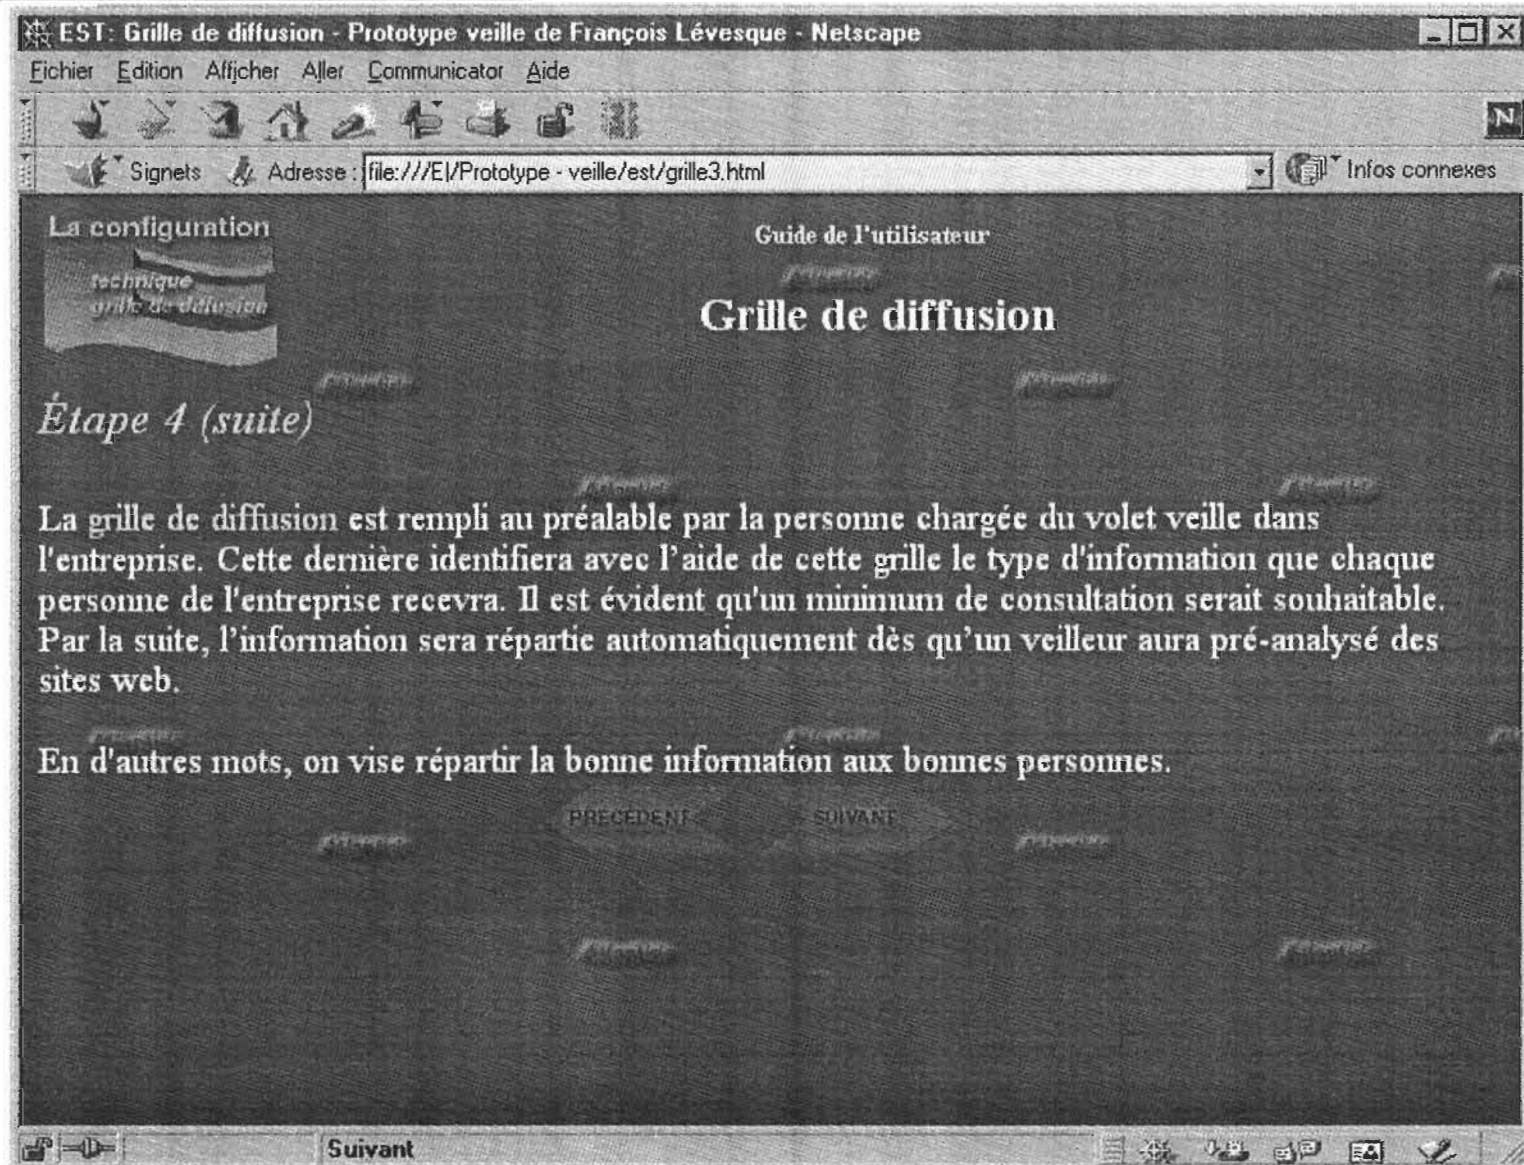 EST: Grille de diffusion - Prototype veille de François Lévesque - Netscape
Fichier Edition Afficher Aller Communicator Aide
Signets Adresse : file:///E|/Prototype - veille/est/grille3.html Infos connexes
La configuration
technique
grille de diffusion
Guide de l'utilisateur
Grille de diffusion
Étape 4 (suite)
La grille de diffusion est rempli au préalable par la personne chargée du volet veille dans
l'entreprise. Cette dernière identifiera avec l'aide de cette grille le type d'information que chaque
personne de l'entreprise recevra. Il est évident qu'un minimum de consultation serait souhaitable.
Par la suite, l'information sera répartie automatiquement dès qu'un veilleur aura pré-analysé des
sites web.
En d'autres mots, on vise répartir la bonne information aux bonnes personnes.
PRECEDENT SUIVANT
Suivant